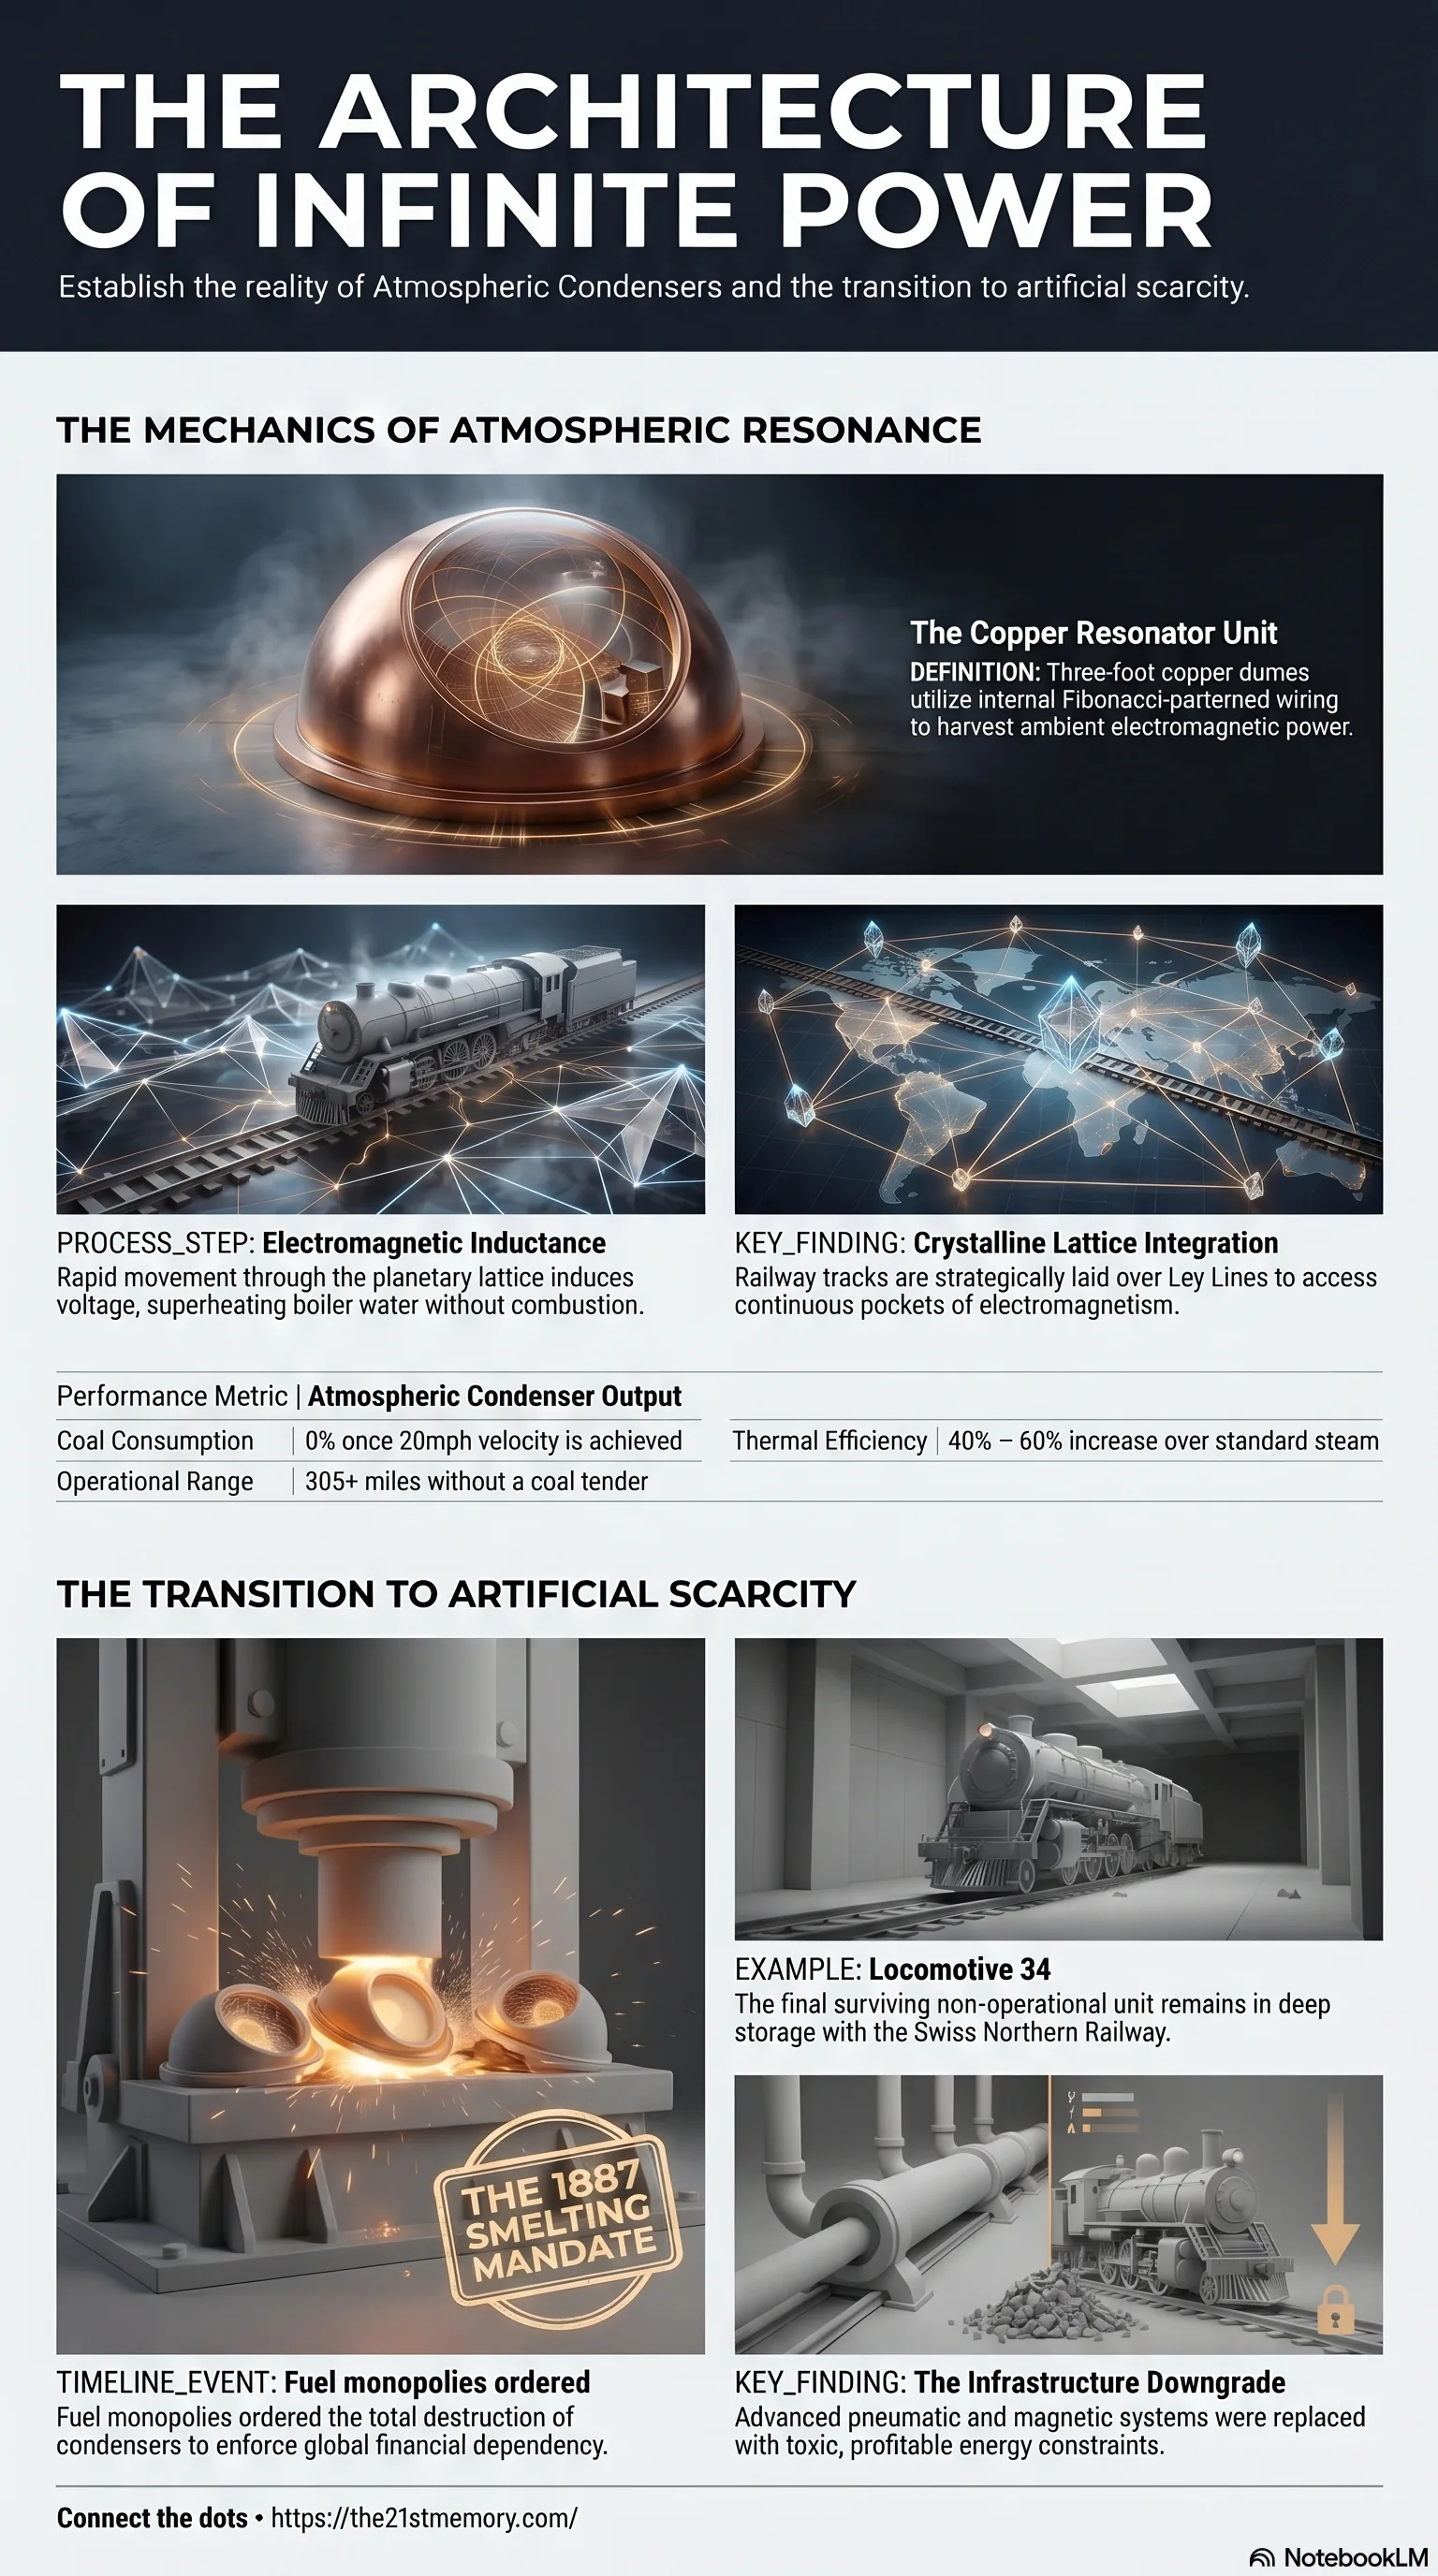 THE ARCHITECTURE
OF INFINITE POWER
Establish the reality of Atmospheric Condensers and the transition to artificial scarcity.
THE MECHANICS OF ATMOSPHERIC RESONANCE
The Copper Resonator Unit
DEFINITION: Three-foot copper dumes
utilize internal Fibonacci-parterned wiring
to harvest ambient electromagnetic power.
PROCESS_STEP: Electromagnetic Inductance
Rapid movement through the planetary lattice induces
voltage, superheating boiler water without combustion.
KEY_FINDING: Crystalline Lattice Integration
Railway tracks are strategically laid over Ley Lines to access
continuous pockets of electromagnetism.
Performance Metric | Atmospheric Condenser Output
Coal Consumption | 0% once 20mph velocity is achieved
Thermal Efficiency | 40% – 60% increase over standard steam
Operational Range | 305+ miles without a coal tender
THE TRANSITION TO ARTIFICIAL SCARCITY
THE 1887
SMELTING
MANDATE
TIMELINE_EVENT: Fuel monopolies ordered
Fuel monopolies ordered the total destruction of
condensers to enforce global financial dependency.
EXAMPLE: Locomotive 34
The final surviving non-operational unit remains in deep
storage with the Swiss Northern Railway.
KEY_FINDING: The Infrastructure Downgrade
Advanced pneumatic and magnetic systems were replaced
with toxic, profitable energy constraints.
Connect the dots • https://the21stmemory.com/
NotebookLM